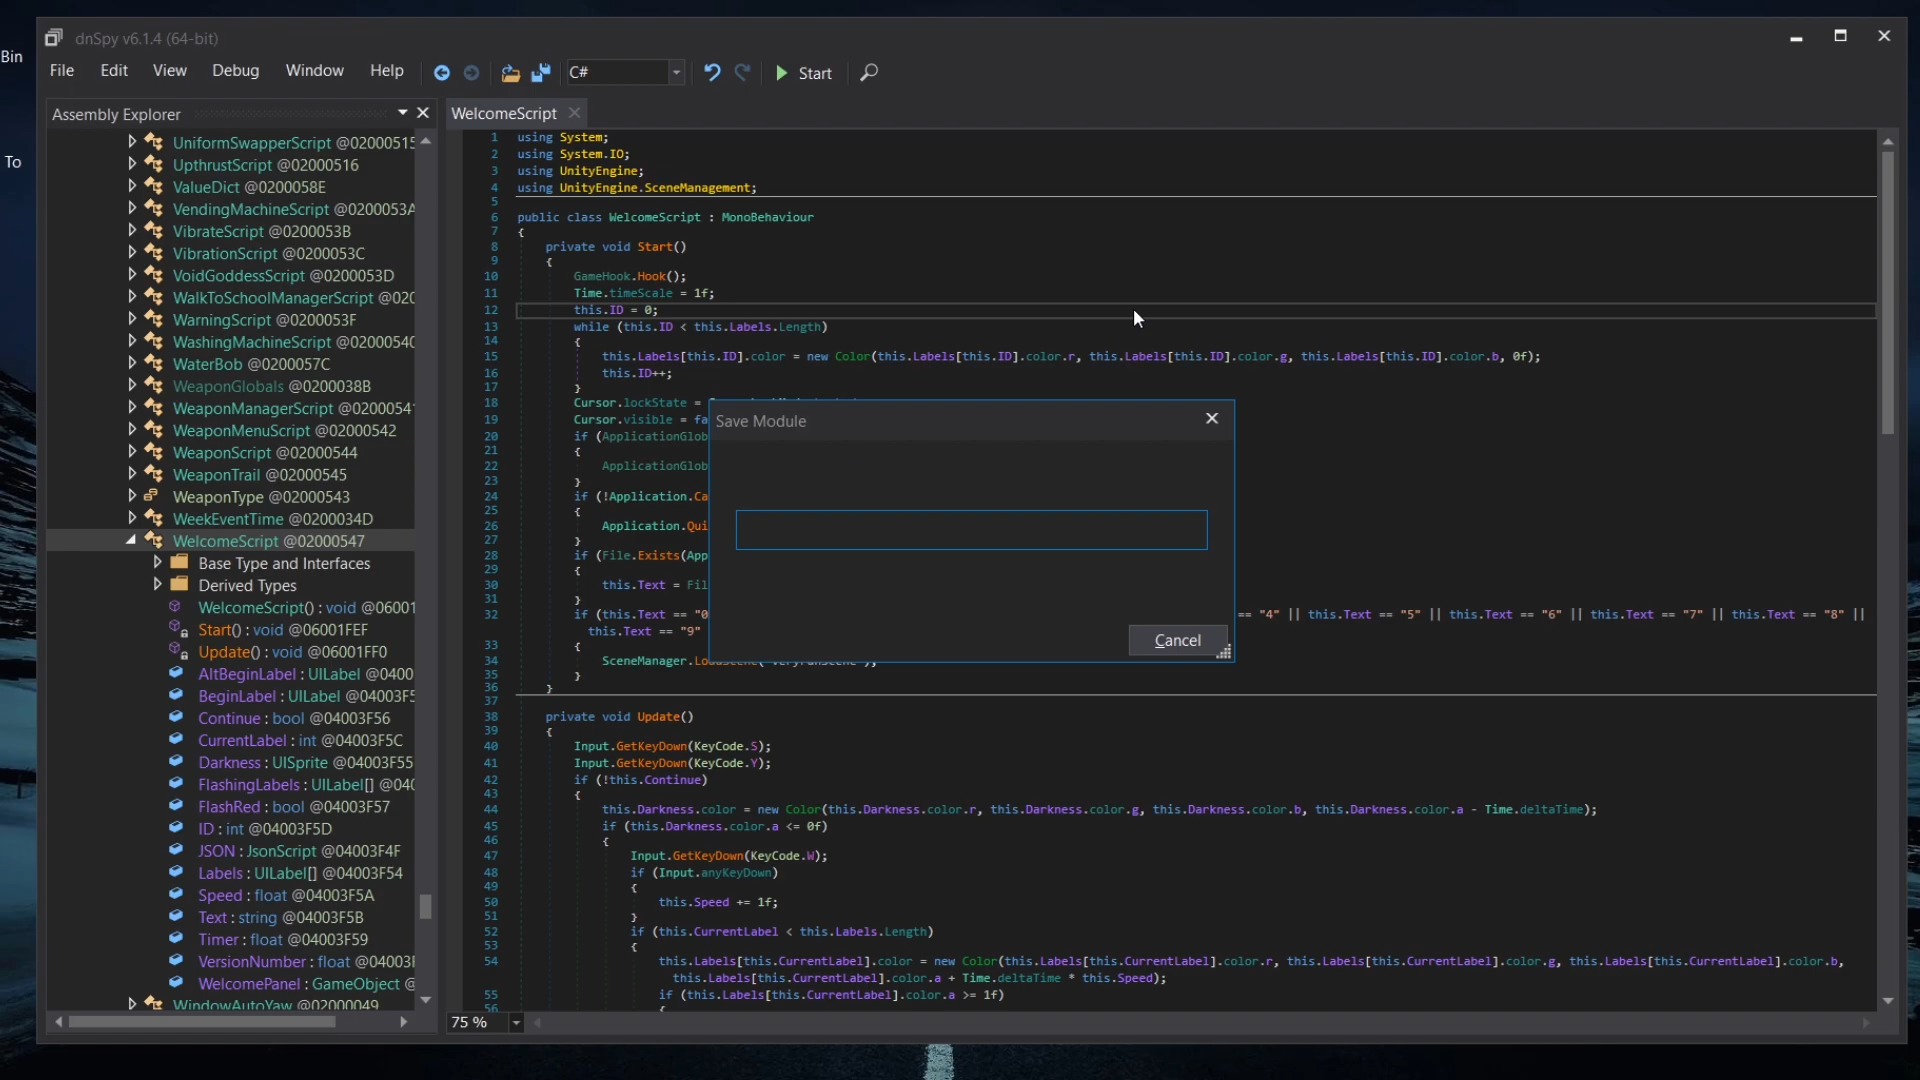 Bin
To
dnSpy v6.1.4 (64-bit)
File Edit View Debug Window Help C# Start
Assembly Explorer
UniformSwapperScript @02000515
UpthrustScript @02000516
ValueDict @0200058E
VendingMachineScript @0200053A
VibrateScript @0200053B
VibrationScript @0200053C
VoidGoddessScript @0200053D
WalkToSchoolManagerScript @020
WarningScript @0200053F
WashingMachineScript @02000540
WaterBob @0200057C
WeaponGlobals @0200038B
WeaponManagerScript @02000541
WeaponMenuScript @02000542
WeaponScript @02000544
WeaponTrail @02000545
WeaponType @02000543
WeekEventTime @0200034D
WelcomeScript @02000547
Base Type and Interfaces
Derived Types
WelcomeScript() : void @06001
Start() : void @06001FEF
Update() : void @06001FF0
AltBeginLabel : UILabel @0400
BeginLabel : UILabel @04003F5
Continue : bool @04003F56
CurrentLabel : int @04003F5C
Darkness : UISprite @04003F55
FlashingLabels : UILabel[] @040
FlashRed : bool @04003F57
ID : int @04003F5D
JSON : JsonScript @04003F4F
Labels : UILabel[] @04003F54
Speed : float @04003F5A
Text : string @04003F5B
Timer : float @04003F59
VersionNumber : float @04003F
WelcomePanel : GameObject @
WindowAutoYaw @02000049
WelcomeScript
1 using System;
2 using System.IO;
3 using UnityEngine;
4 using UnityEngine.SceneManagement;
5
6 public class WelcomeScript : MonoBehaviour
7 {
8 private void Start()
9 {
10 GameHook.Hook();
11 Time.timeScale = 1f;
12 this.ID = 0;
13 while (this.ID < this.Labels.Length)
14 {
15 this.Labels[this.ID].color = new Color(this.Labels[this.ID].color.r, this.Labels[this.ID].color.g, this.Labels[this.ID].color.b, 0f);
16 this.ID++;
17 }
18 Cursor.lockState =
19 Cursor.visible = fa
20 if (ApplicationGlob
21 {
22 ApplicationGlob
23 }
24 if (!Application.Ca
25 {
26 Application.Qui
27 }
28 if (File.Exists(App
29 {
30 this.Text = Fil
31 }
32 if (this.Text == "0 == "4" || this.Text == "5" || this.Text == "6" || this.Text == "7" || this.Text == "8" ||
this.Text == "9"
33 {
34 SceneManager.
35 }
36 }
37
38 private void Update()
39 {
40 Input.GetKeyDown(KeyCode.S);
41 Input.GetKeyDown(KeyCode.Y);
42 if (!this.Continue)
43 {
44 this.Darkness.color = new Color(this.Darkness.color.r, this.Darkness.color.g, this.Darkness.color.b, this.Darkness.color.a - Time.deltaTime);
45 if (this.Darkness.color.a <= 0f)
46 {
47 Input.GetKeyDown(KeyCode.W);
48 if (Input.anyKeyDown)
49 {
50 this.Speed += 1f;
51 }
52 if (this.CurrentLabel < this.Labels.Length)
53 {
54 this.Labels[this.CurrentLabel].color = new Color(this.Labels[this.CurrentLabel].color.r, this.Labels[this.CurrentLabel].color.g, this.Labels[this.CurrentLabel].color.b,
this.Labels[this.CurrentLabel].color.a + Time.deltaTime * this.Speed);
55 if (this.Labels[this.CurrentLabel].color.a >= 1f)
56 {
Save Module
Cancel
75 %